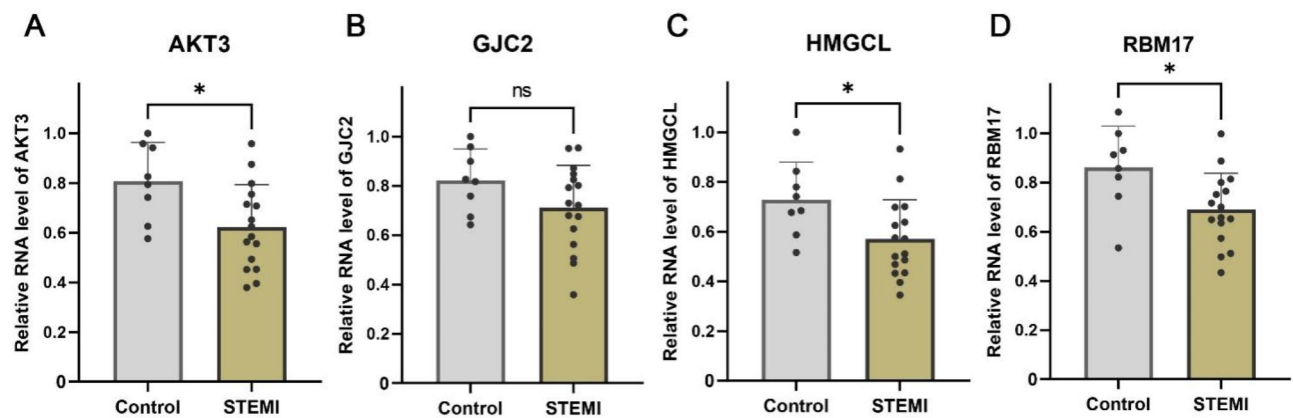 A
AKT3
Relative RNA level of AKT3
*
1.0
0.8
0.6
0.4
0.2
0
Control
STEMI
B
GJC2
Relative RNA level of GJC2
ns
1.0
0.8
0.6
0.4
0.2
0
Control
STEMI
C
HMGCL
Relative RNA level of HMGCL
*
1.0
0.8
0.6
0.4
0.2
0
Control
STEMI
D
RBM17
Relative RNA level of RBM17
*
1.0
0.8
0.6
0.4
0.2
0
Control
STEMI